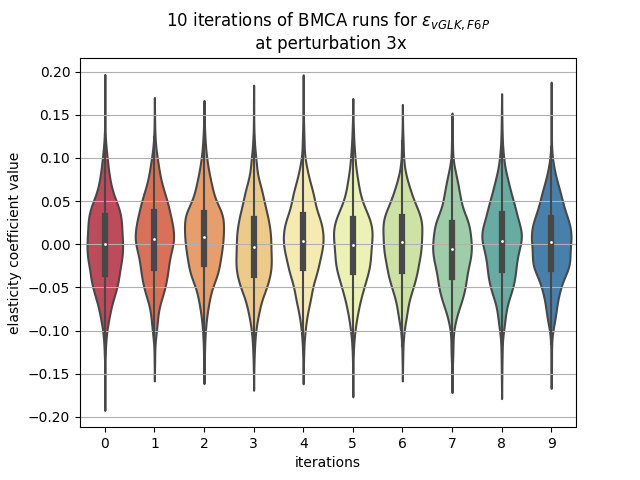 10 iterations of BMCA runs for ε_{vGLK,F6P}
at perturbation 3x
elasticity coefficient value
0.20
0.15
0.10
0.05
0.00
−0.05
−0.10
−0.15
−0.20
0 1 2 3 4 5 6 7 8 9
iterations